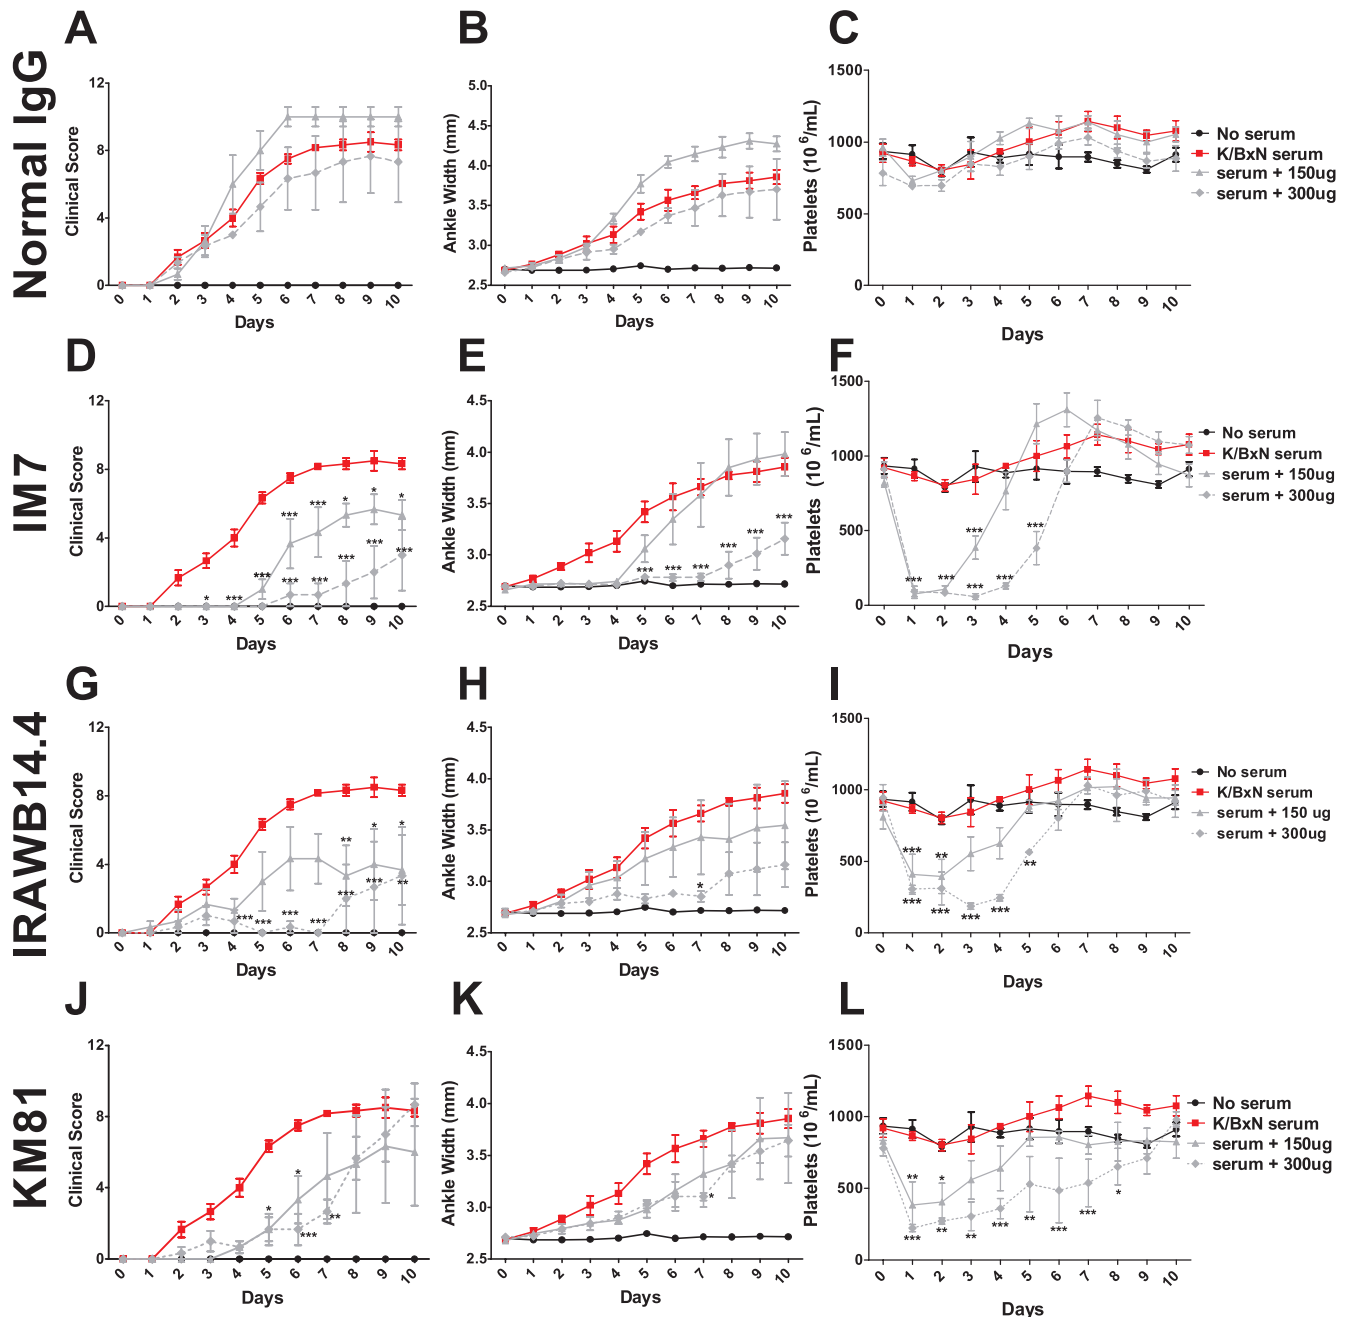 Normal IgG
A
Clinical Score
12
8
4
0
0 1 2 3 4 5 6 7 8 9 10
Days
B
Ankle Width (mm)
5.0
4.5
4.0
3.5
3.0
2.5
0 1 2 3 4 5 6 7 8 9 10
Days
C
Platelets (10 6/mL)
1500
1000
500
0
0 1 2 3 4 5 6 7 8 9 10
Days
No serum
K/BxN serum
serum + 150ug
serum + 300ug
IM7
D
Clinical Score
12
8
4
0
* *** *** *** *** * * * *** *** *** ***
0 1 2 3 4 5 6 7 8 9 10
Days
E
Ankle Width (mm)
4.5
4.0
3.5
3.0
2.5
*** *** *** *** *** ***
0 1 2 3 4 5 6 7 8 9 10
Days
F
Platelets (10 6/mL)
1500
1000
500
0
*** *** *** *** *** ***
0 1 2 3 4 5 6 7 8 9 10
Days
No serum
K/BxN serum
serum + 150ug
serum + 300ug
IRAWB14.4
G
Clinical Score
12
8
4
0
*** *** *** *** ** * * *** *** **
0 1 2 3 4 5 6 7 8 9 10
Days
H
Ankle Width (mm)
4.5
4.0
3.5
3.0
2.5
*
0 1 2 3 4 5 6 7 8 9 10
Days
I
Platelets (10 6/mL)
1500
1000
500
0
*** ** *** *** *** *** **
0 1 2 3 4 5 6 7 8 9 10
Days
No serum
K/BxN serum
serum + 150 ug
serum + 300ug
KM81
J
Clinical Score
12
8
4
0
* * *** **
0 1 2 3 4 5 6 7 8 9 10
Days
K
Ankle Width (mm)
4.5
4.0
3.5
3.0
2.5
*
0 1 2 3 4 5 6 7 8 9 10
Days
L
Platelets (10 6/mL)
1500
1000
500
0
** * *** ** ** *** ** *** *** *
0 1 2 3 4 5 6 7 8 9 10
Days
No serum
K/BxN serum
serum + 150ug
serum + 300ug